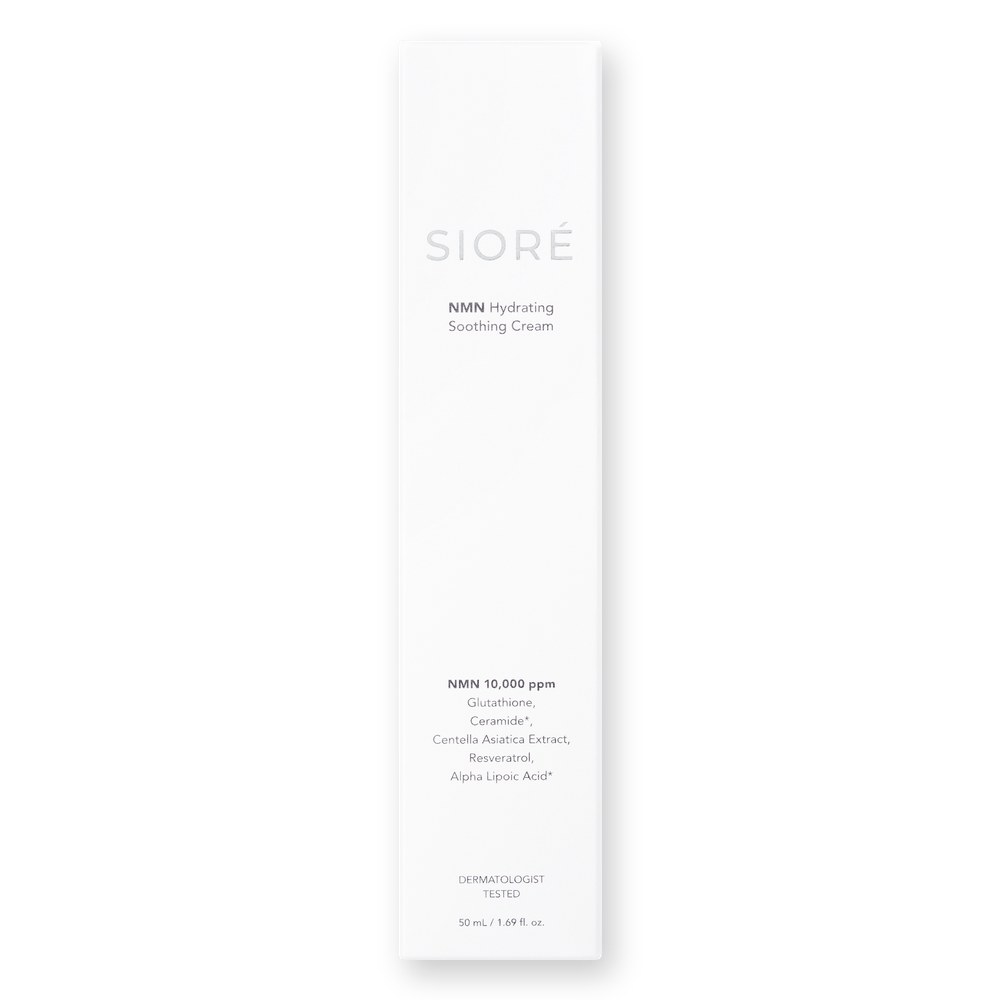 SIORÉ
NMN Hydrating
Soothing Cream
NMN 10,000 ppm
Glutathione,
Ceramide*,
Centella Asiatica Extract,
Resveratrol,
Alpha Lipoic Acid*
DERMATOLOGIST
TESTED
50 mL / 1.69 fl. oz.